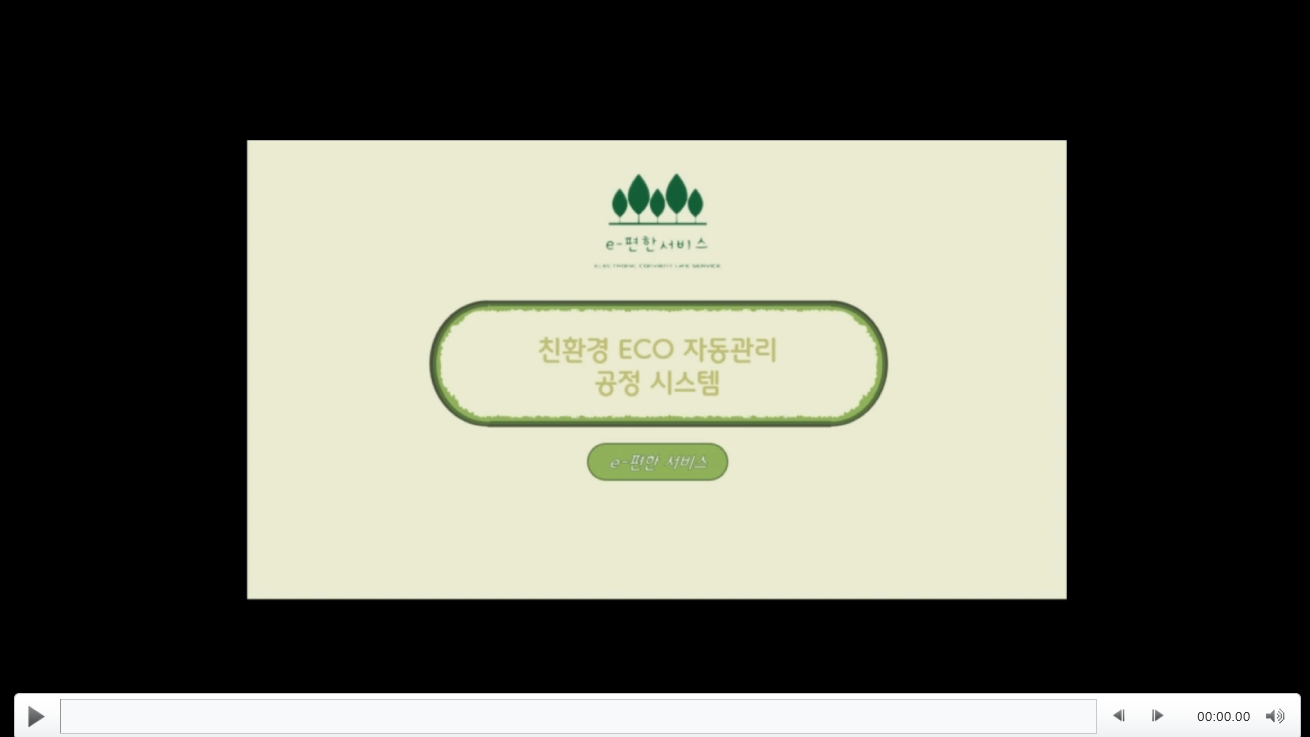 e-편한서비스
친환경 ECO 자동관리
공정 시스템
e-편한 서비스
00:00.00